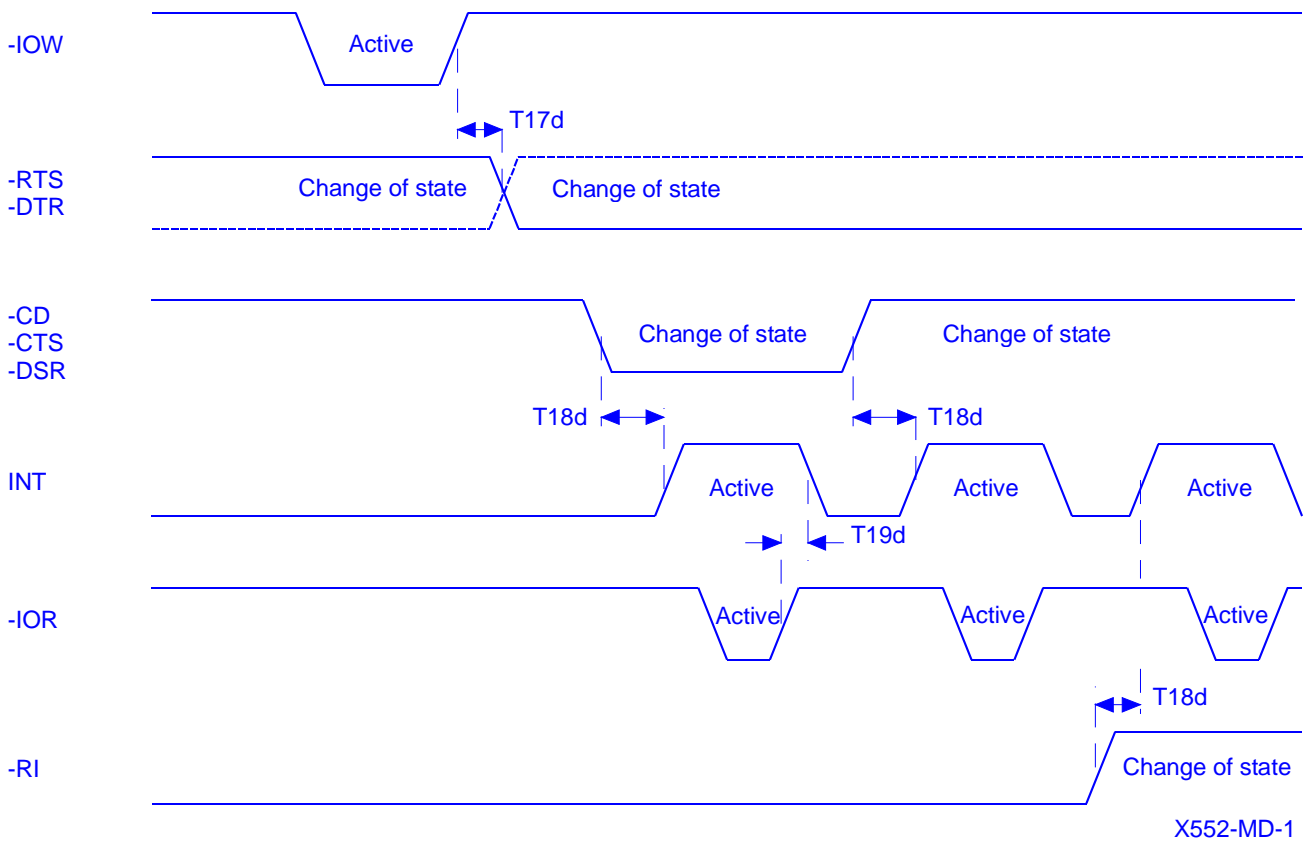 -IOW
Active
T17d
-RTS
-DTR
Change of state
Change of state
-CD
-CTS
-DSR
Change of state
Change of state
T18d
T18d
INT
Active
Active
Active
T19d
-IOR
Active
Active
Active
T18d
-RI
Change of state
X552-MD-1